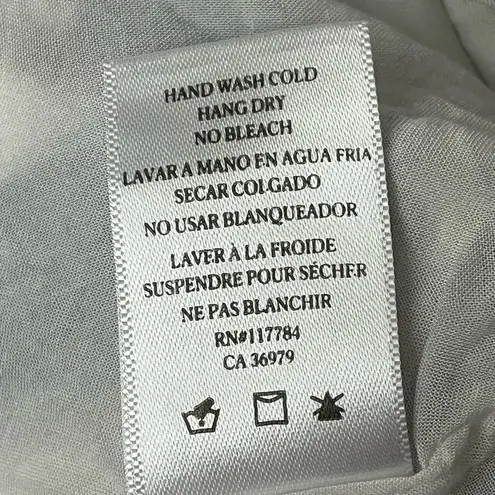 HAND WASH COLD
HANG DRY
NO BLEACH
LAVAR A MANO EN AGUA FRIA
SECAR COLGADO
NO USAR BLANQUEADOR
LAVER À LA FROIDE
SUSPENDRE POUR SÉCHER
NE PAS BLANCHIR
RN#117784
CA 36979